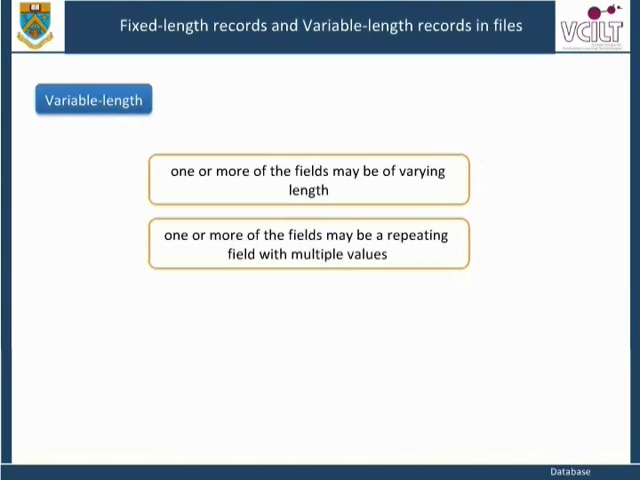 Fixed-length records and Variable-length records in files
VCILT
Variable-length
one or more of the fields may be of varying
length
one or more of the fields may be a repeating
field with multiple values
Database